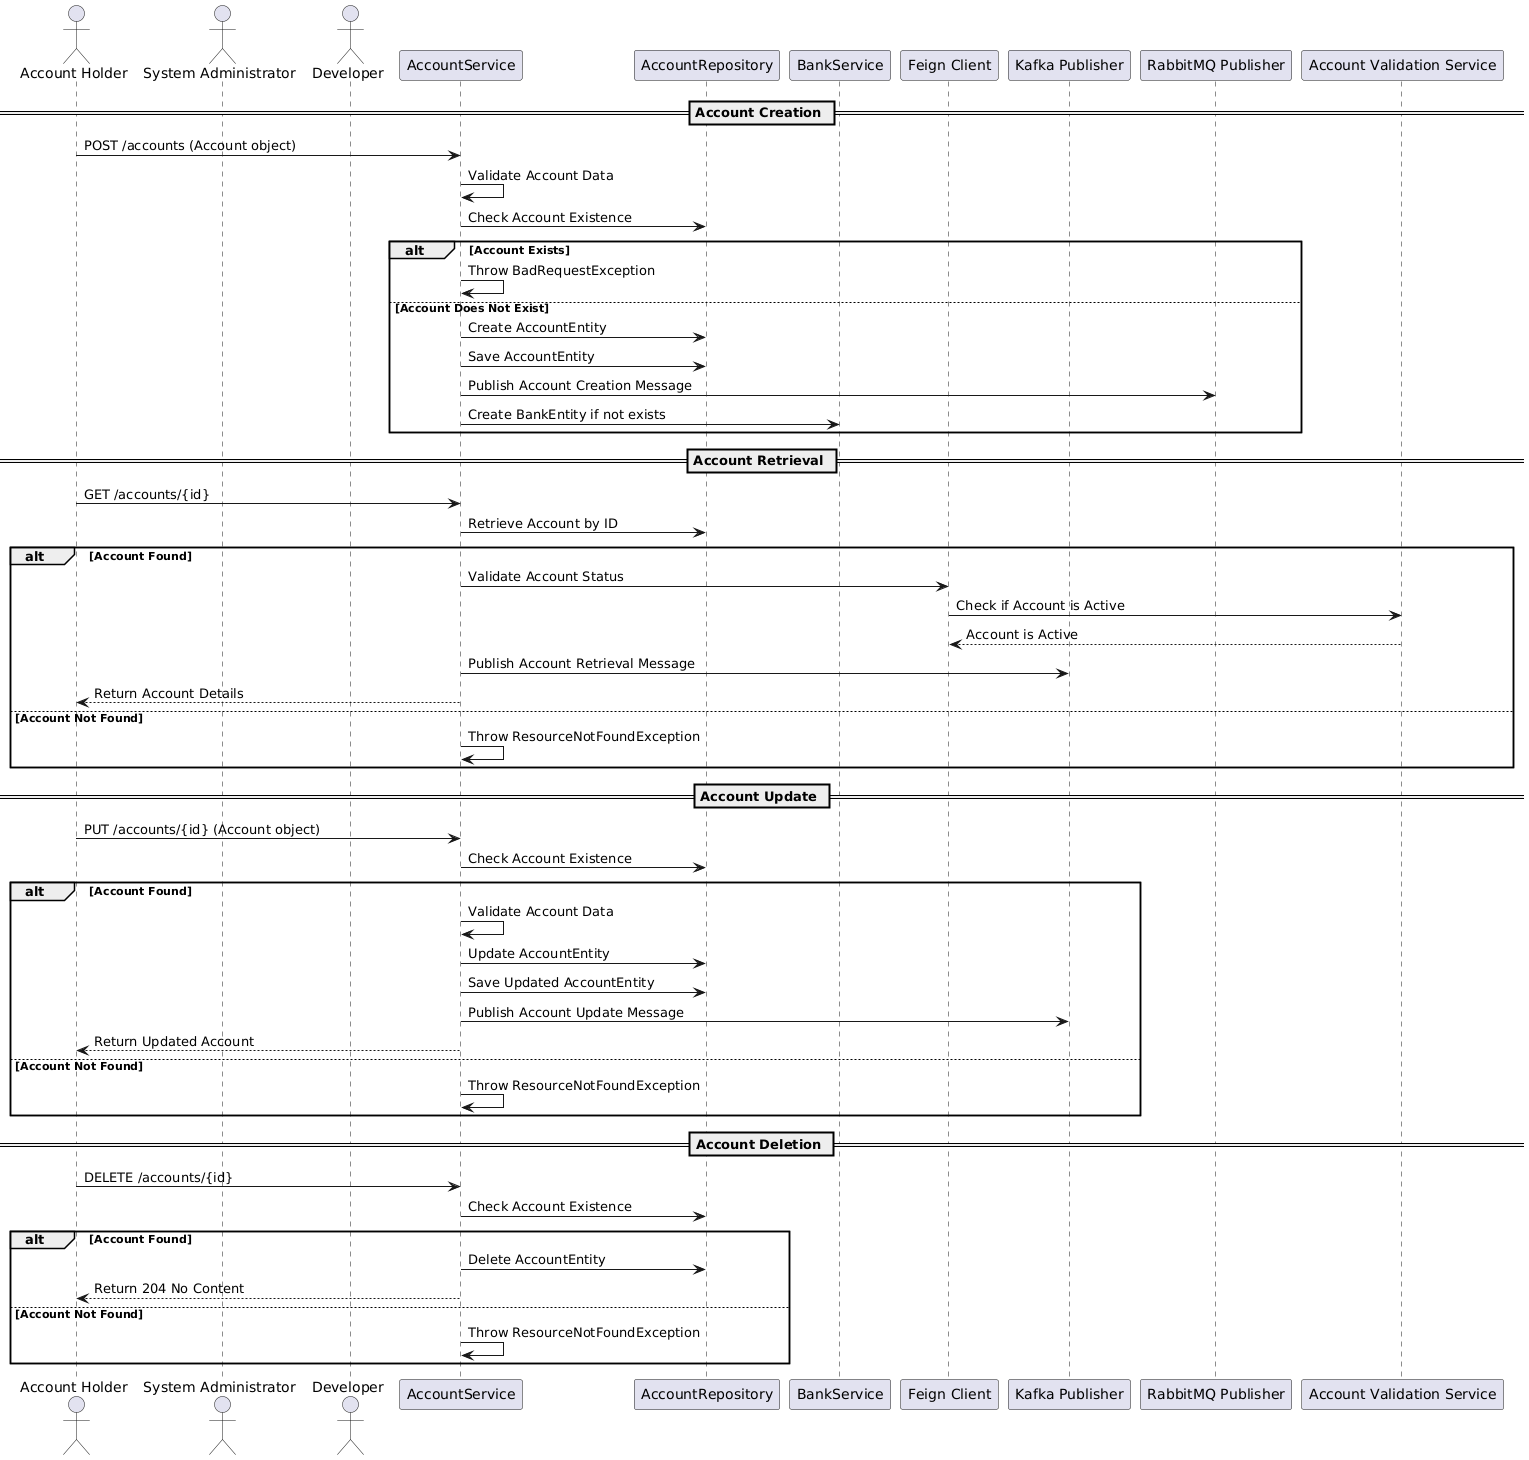 Account Holder
System Administrator
Developer
AccountService
AccountRepository
BankService
Feign Client
Kafka Publisher
RabbitMQ Publisher
Account Validation Service
Account Creation
POST /accounts (Account object)
Validate Account Data
Check Account Existence
alt
[Account Exists]
Throw BadRequestException
[Account Does Not Exist]
Create AccountEntity
Save AccountEntity
Publish Account Creation Message
Create BankEntity if not exists
Account Retrieval
GET /accounts/{id}
Retrieve Account by ID
alt
[Account Found]
Validate Account Status
Check if Account is Active
Account is Active
Publish Account Retrieval Message
Return Account Details
[Account Not Found]
Throw ResourceNotFoundException
Account Update
PUT /accounts/{id} (Account object)
Check Account Existence
alt
[Account Found]
Validate Account Data
Update AccountEntity
Save Updated AccountEntity
Publish Account Update Message
Return Updated Account
[Account Not Found]
Throw ResourceNotFoundException
Account Deletion
DELETE /accounts/{id}
Check Account Existence
alt
[Account Found]
Delete AccountEntity
Return 204 No Content
[Account Not Found]
Throw ResourceNotFoundException
Account Holder
System Administrator
Developer
AccountService
AccountRepository
BankService
Feign Client
Kafka Publisher
RabbitMQ Publisher
Account Validation Service